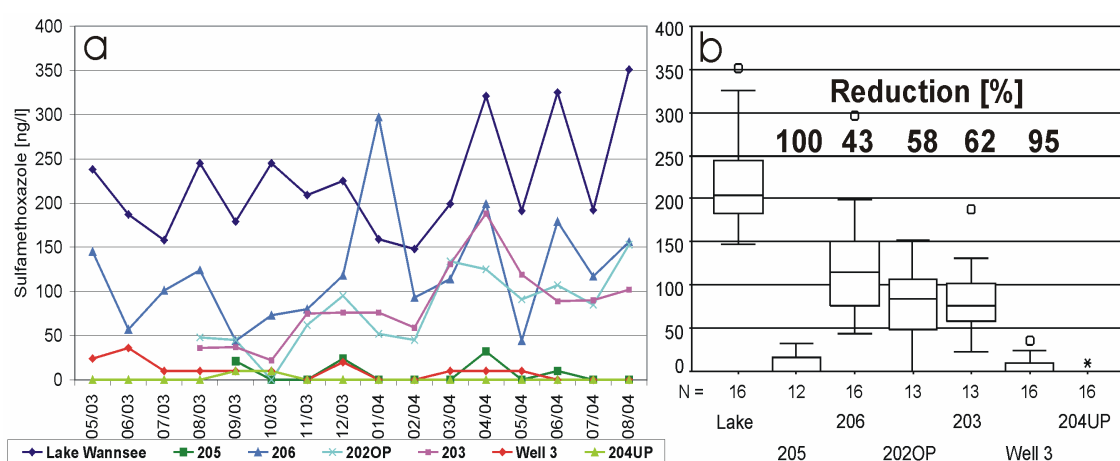 a
Sulfamethoxazole [ng/l]
400
350
300
250
200
150
100
50
0
05/03 06/03 07/03 08/03 09/03 10/03 11/03 12/03 01/04 02/04 03/04 04/04 05/04 06/04 07/04 08/04
Lake Wannsee 205 206 202OP 203 Well 3 204UP
b
400
350
300
250
200
150
100
50
0
Reduction [%]
100 43 58 62 95
*
N = 16 12 16 13 13 16 16
Lake 206 203 204UP
205 202OP Well 3